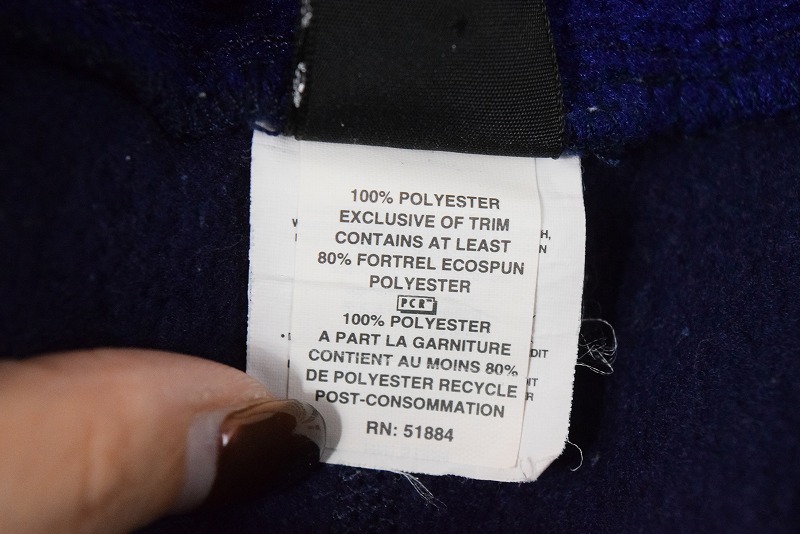 100% POLYESTER
EXCLUSIVE OF TRIM
CONTAINS AT LEAST
80% FORTREL ECOSPUN
POLYESTER
PCR™
100% POLYESTER
A PART LA GARNITURE
CONTIENT AU MOINS 80%
DE POLYESTER RECYCLE
POST-CONSOMMATION
RN: 51884